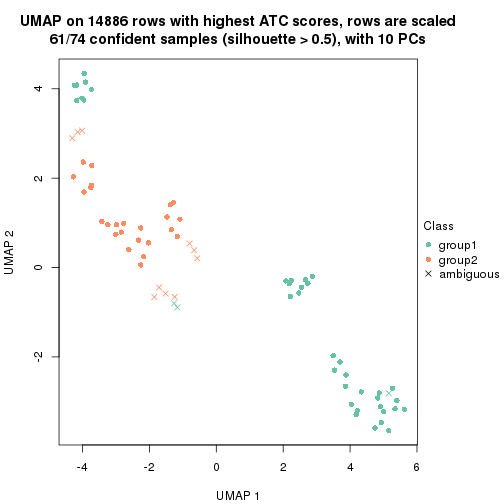 UMAP on 14886 rows with highest ATC scores, rows are scaled
61/74 confident samples (silhouette > 0.5), with 10 PCs
4
2
0
-2
UMAP 2
-4
-2
0
2
4
6
UMAP 1
Class
group1
group2
ambiguous